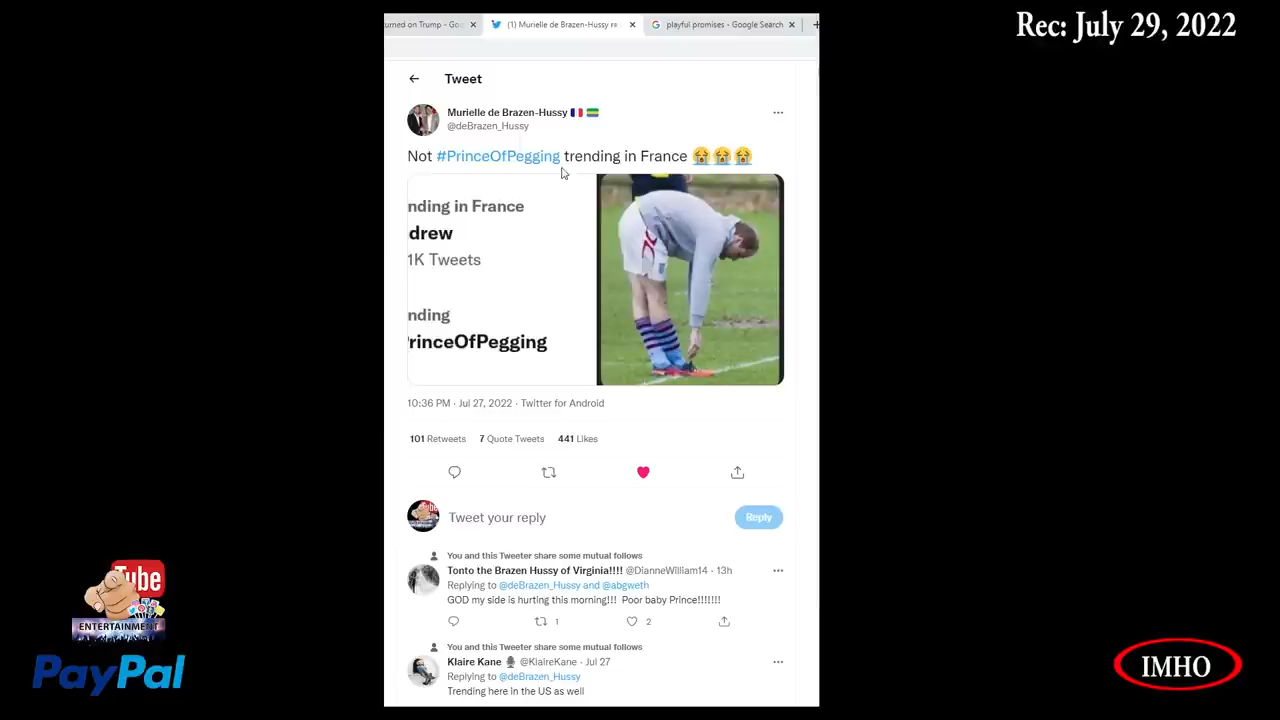 Rec: July 29, 2022
urned on Trump - Goo
(1) Murielle de Brazen-Hussy
playful promises - Google Search
Tweet
Murielle de Brazen-Hussy 🇫🇷 🇬🇦
@deBrazen_Hussy
Not #PrinceOfPegging trending in France 😭😭😭
nding in France
drew
1K Tweets
nding
rinceOfPegging
10:36 PM · Jul 27, 2022 · Twitter for Android
101 Retweets 7 Quote Tweets 441 Likes
Tweet your reply
Reply
You and this Tweeter share some mutual follows
Tonto the Brazen Hussy of Virginia!!!! @DianneWilliam14 · 13h
Replying to @deBrazen_Hussy and @abgweth
GOD my side is hurting this morning!!! Poor baby Prince!!!!!!!
1 2
You and this Tweeter share some mutual follows
Klaire Kane 🎙 @KlaireKane · Jul 27
Replying to @deBrazen_Hussy
Trending here in the US as well
Tube
ENTERTAINMENT
PayPal
IMHO